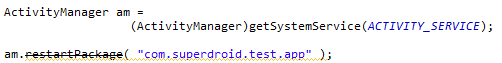 ActivityManager am =
(ActivityManager)getSystemService(ACTIVITY_SERVICE);
am.restartPackage( "com.superdroid.test.app" );